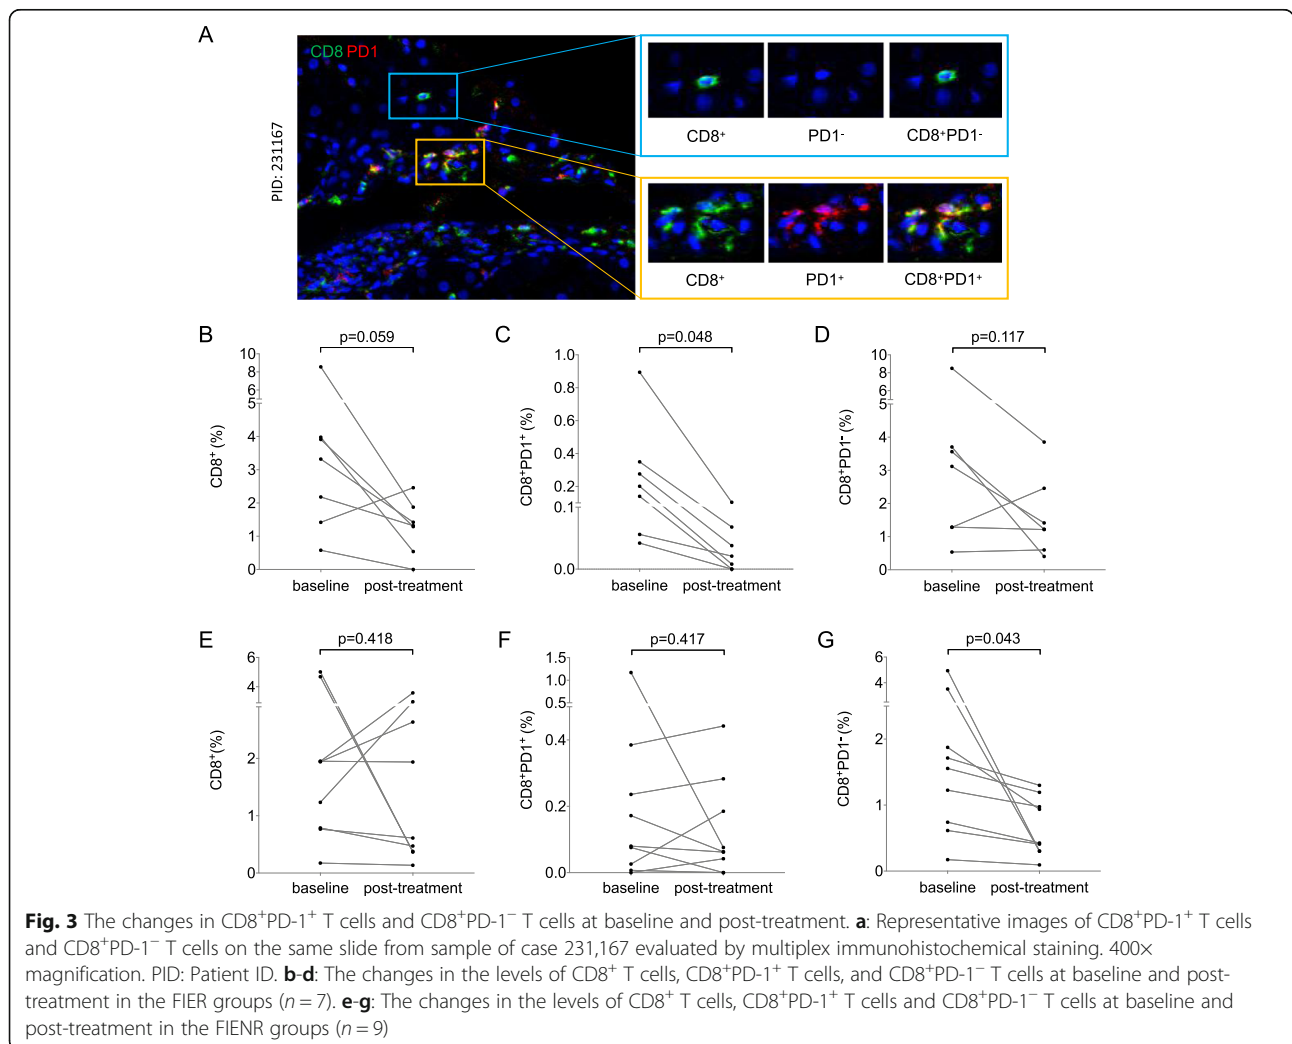 A
CD8 PD1
PID: 231167
CD8⁺ PD1⁻ CD8⁺PD1⁻
CD8⁺ PD1⁺ CD8⁺PD1⁺
B
p=0.059
CD8⁺ (%)
10
8
6
5
4
3
2
1
0
baseline post-treatment
C
p=0.048
CD8⁺PD1⁺ (%)
1.0
0.8
0.6
0.4
0.2
0.1
0.0
baseline post-treatment
D
p=0.117
CD8⁺PD1⁻ (%)
10
8
6
5
4
3
2
1
0
baseline post-treatment
E
p=0.418
CD8⁺(%)
6
4
2
1
0
baseline post-treatment
F
p=0.417
CD8⁺PD1⁺ (%)
1.5
1.0
0.5
0.4
0.2
0.0
baseline post-treatment
G
p=0.043
CD8⁺PD1⁻ (%)
6
4
2
1
0
baseline post-treatment
Fig. 3 The changes in CD8⁺PD-1⁺ T cells and CD8⁺PD-1⁻ T cells at baseline and post-treatment. a: Representative images of CD8⁺PD-1⁺ T cells
and CD8⁺PD-1⁻ T cells on the same slide from sample of case 231,167 evaluated by multiplex immunohistochemical staining. 400×
magnification. PID: Patient ID. b-d: The changes in the levels of CD8⁺ T cells, CD8⁺PD-1⁺ T cells, and CD8⁺PD-1⁻ T cells at baseline and post-
treatment in the FIER groups (n = 7). e-g: The changes in the levels of CD8⁺ T cells, CD8⁺PD-1⁺ T cells and CD8⁺PD-1⁻ T cells at baseline and
post-treatment in the FIENR groups (n = 9)